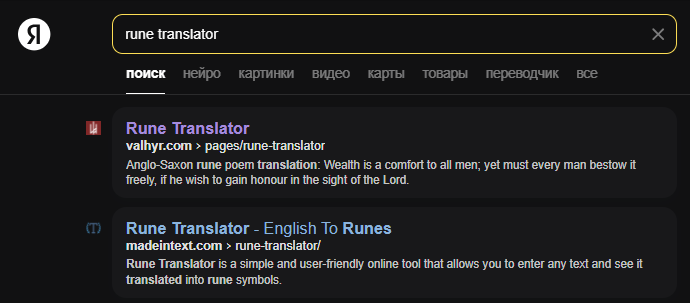 Я
rune translator
поиск нейро картинки видео карты товары переводчик все
Rune Translator
valhyr.com › pages/rune-translator
Anglo-Saxon rune poem translation: Wealth is a comfort to all men; yet must every man bestow it
freely, if he wish to gain honour in the sight of the Lord.
Rune Translator - English To Runes
madeintext.com › rune-translator/
Rune Translator is a simple and user-friendly online tool that allows you to enter any text and see it
translated into rune symbols.